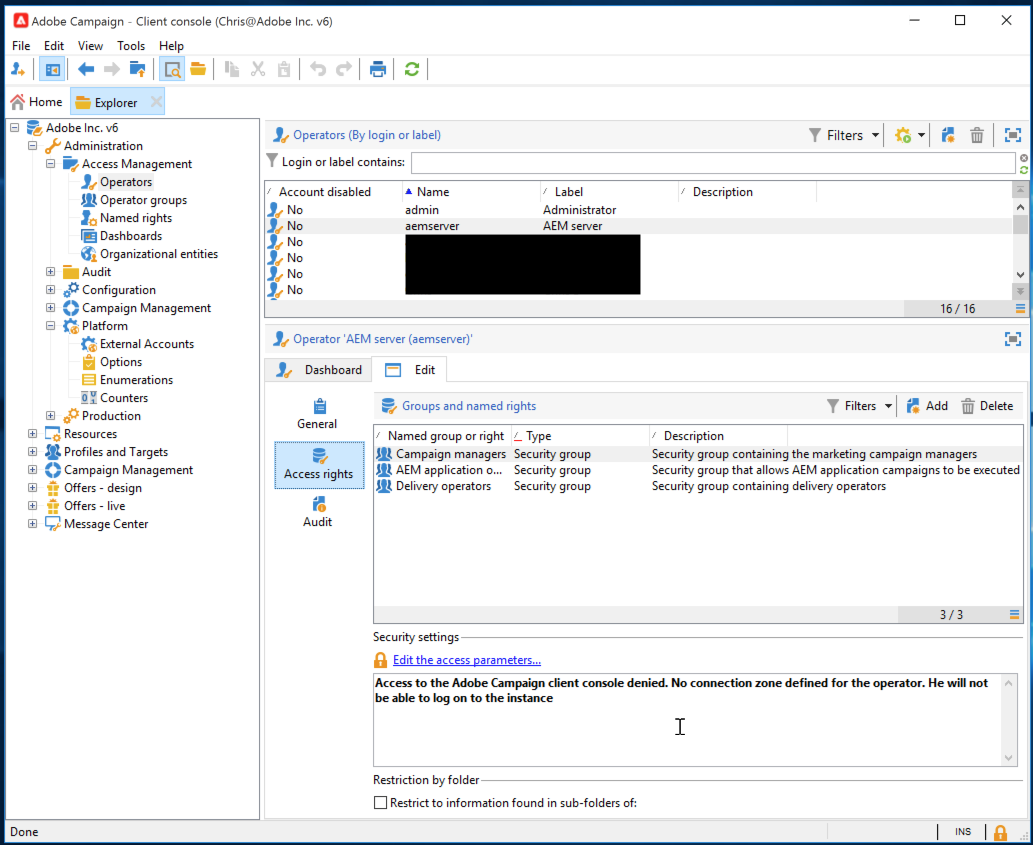 Adobe Campaign - Client console (Chris@Adobe Inc. v6)
File Edit View Tools Help
Home Explorer
Adobe Inc. v6
Administration
Access Management
Operators
Operator groups
Named rights
Dashboards
Organizational entities
Audit
Configuration
Campaign Management
Platform
External Accounts
Options
Enumerations
Counters
Production
Resources
Profiles and Targets
Campaign Management
Offers - design
Offers - live
Message Center
Operators (By login or label) Filters
Login or label contains:
Account disabled Name Label Description
No admin Administrator
No aemserver AEM server
No
No
No
No
16 / 16
Operator 'AEM server (aemserver)'
Dashboard Edit
General
Access rights
Audit
Groups and named rights Filters Add Delete
Named group or right Type Description
Campaign managers Security group Security group containing the marketing campaign managers
AEM application o... Security group Security group that allows AEM application campaigns to be executed
Delivery operators Security group Security group containing delivery operators
3 / 3
Security settings
Edit the access parameters...
Access to the Adobe Campaign client console denied. No connection zone defined for the operator. He will not
be able to log on to the instance
Restriction by folder
Restrict to information found in sub-folders of:
Done INS